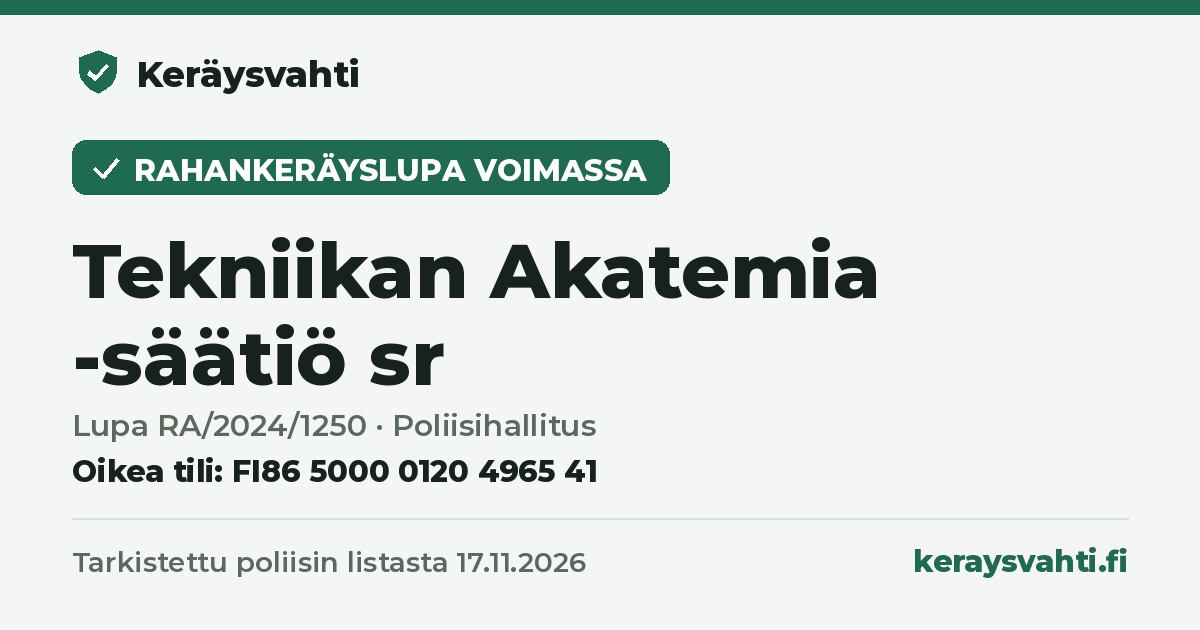 Keräysvahti
RAHANKERÄYSLUPA VOIMASSA
Tekniikan Akatemia
-säätiö sr
Lupa RA/2024/1250 · Poliisihallitus
Oikea tili: FI86 5000 0120 4965 41
Tarkistettu poliisin listasta 17.11.2026
keraysvahti.fi